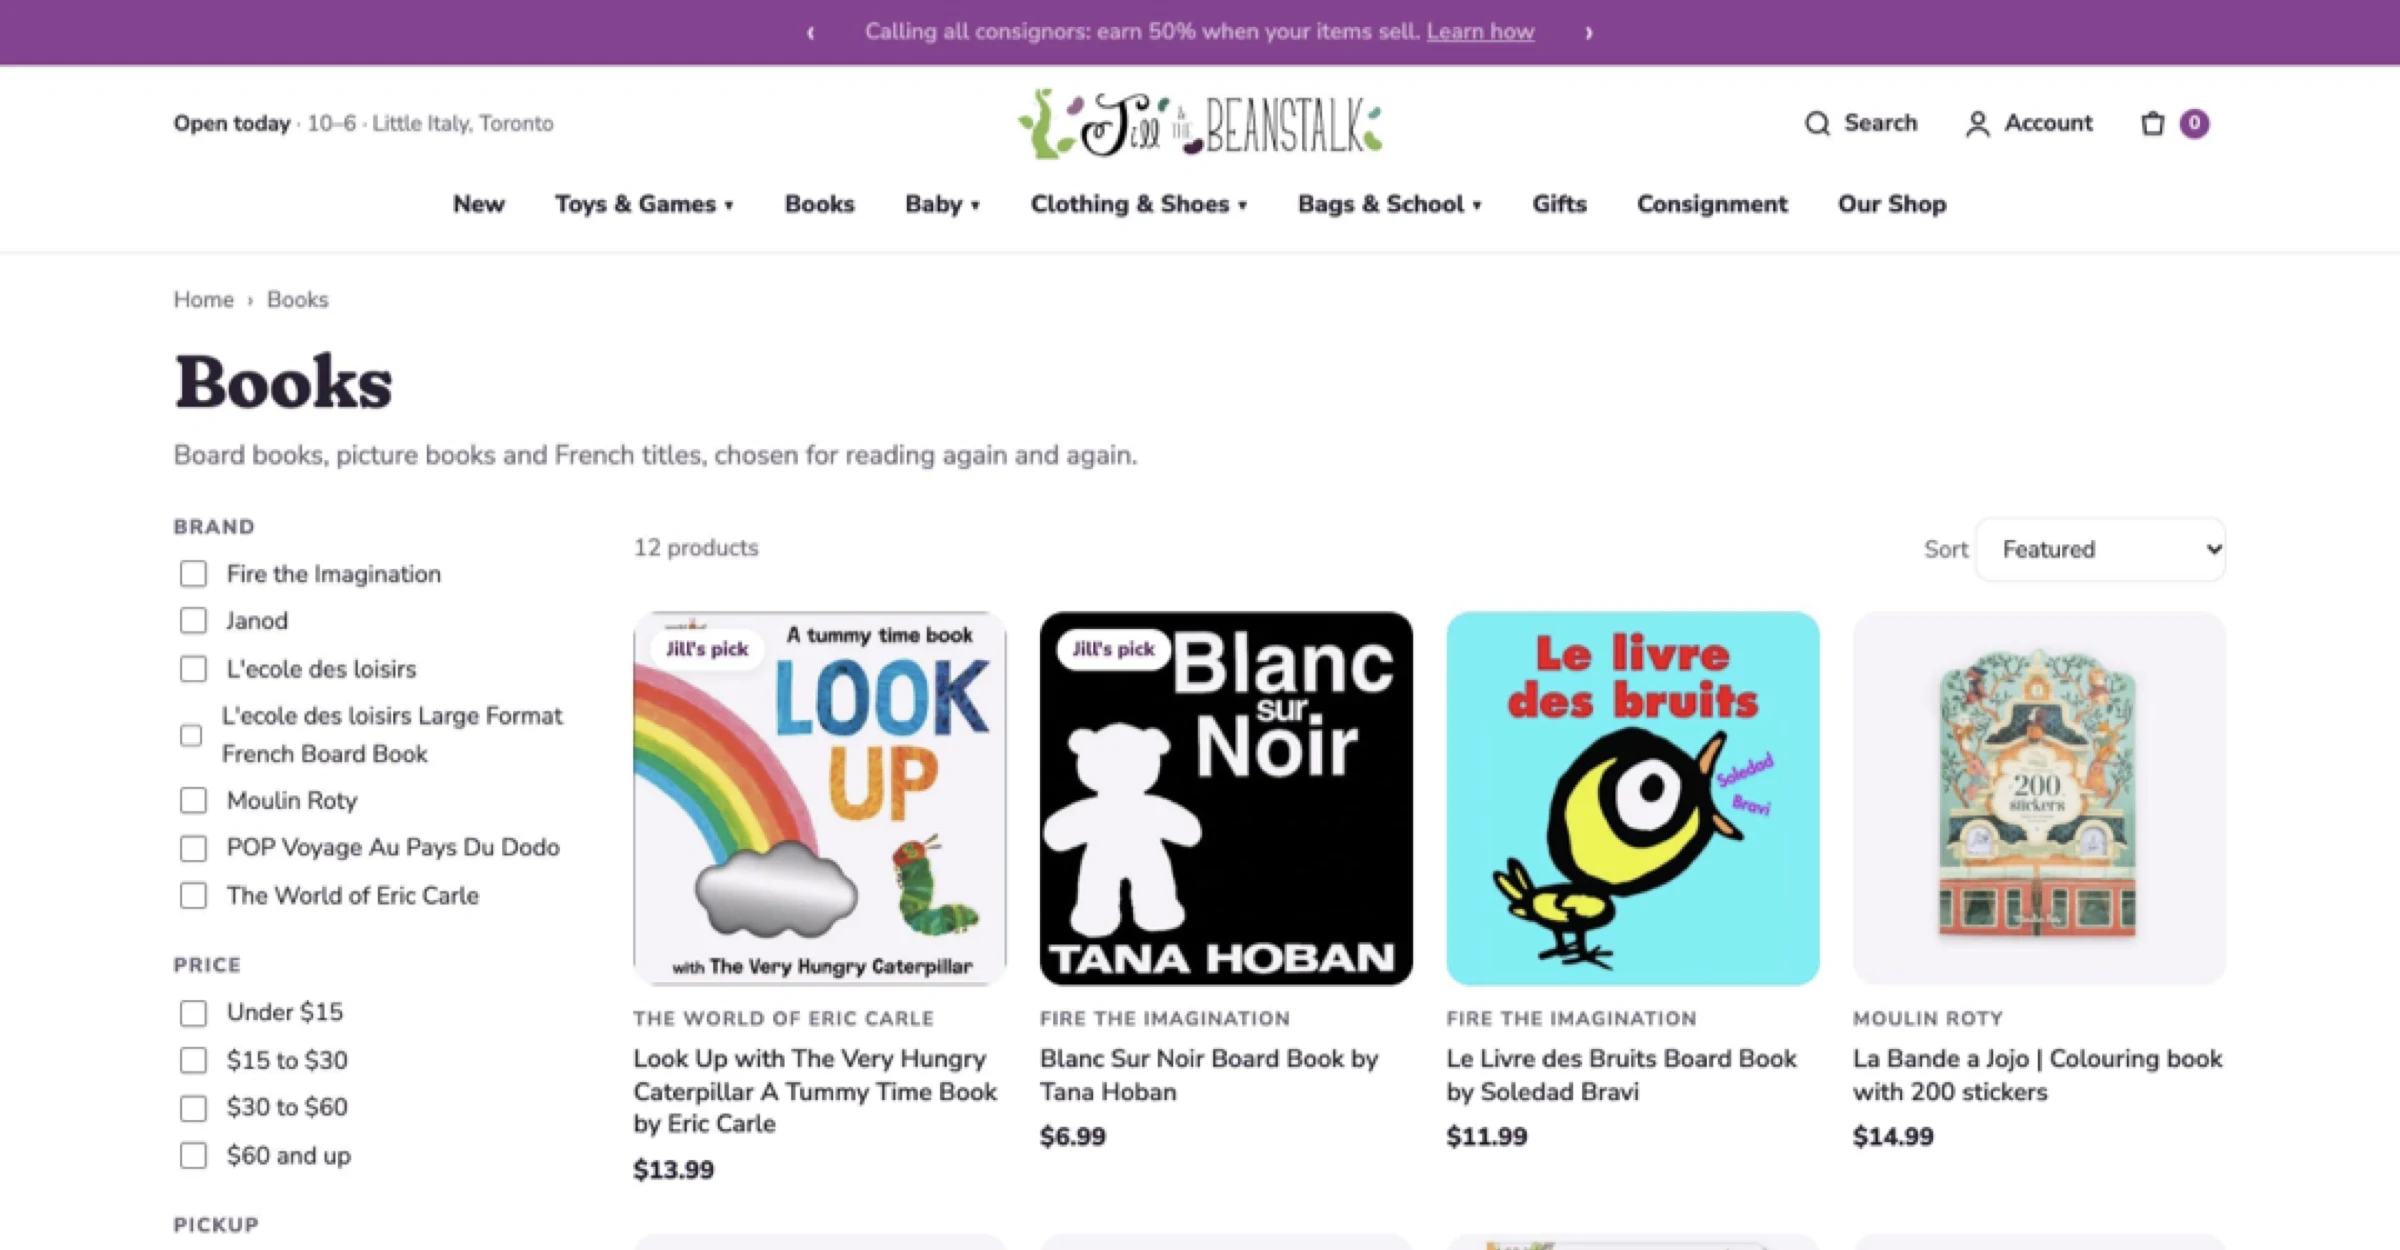 ‹ Calling all consignors: earn 50% when your items sell. Learn how ›
Open today · 10–6 · Little Italy, Toronto
Jill & THE BEANSTALK
Search
Account
0
New
Toys & Games ▾
Books
Baby ▾
Clothing & Shoes ▾
Bags & School ▾
Gifts
Consignment
Our Shop
Home › Books
Books
Board books, picture books and French titles, chosen for reading again and again.
BRAND
Fire the Imagination
Janod
L'ecole des loisirs
L'ecole des loisirs Large Format
French Board Book
Moulin Roty
POP Voyage Au Pays Du Dodo
The World of Eric Carle
PRICE
Under $15
$15 to $30
$30 to $60
$60 and up
PICKUP
12 products
Sort
Featured
Jill's pick
A tummy time book
LOOK
UP
with The Very Hungry Caterpillar
THE WORLD OF ERIC CARLE
Look Up with The Very Hungry
Caterpillar A Tummy Time Book
by Eric Carle
$13.99
Jill's pick
Blanc
sur
Noir
TANA HOBAN
FIRE THE IMAGINATION
Blanc Sur Noir Board Book by
Tana Hoban
$6.99
Le livre
des bruits
Soledad
Bravi
FIRE THE IMAGINATION
Le Livre des Bruits Board Book
by Soledad Bravi
$11.99
200
stickers
MOULIN ROTY
La Bande a Jojo | Colouring book
with 200 stickers
$14.99